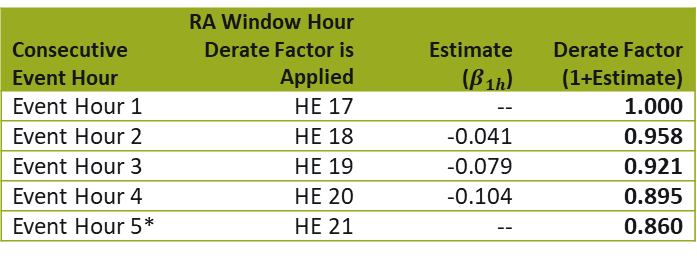 Consecutive Event Hour | RA Window Hour Derate Factor is Applied | Estimate (β₁ₕ) | Derate Factor (1+Estimate)
Event Hour 1 | HE 17 | -- | 1.000
Event Hour 2 | HE 18 | -0.041 | 0.958
Event Hour 3 | HE 19 | -0.079 | 0.921
Event Hour 4 | HE 20 | -0.104 | 0.895
Event Hour 5* | HE 21 | -- | 0.860